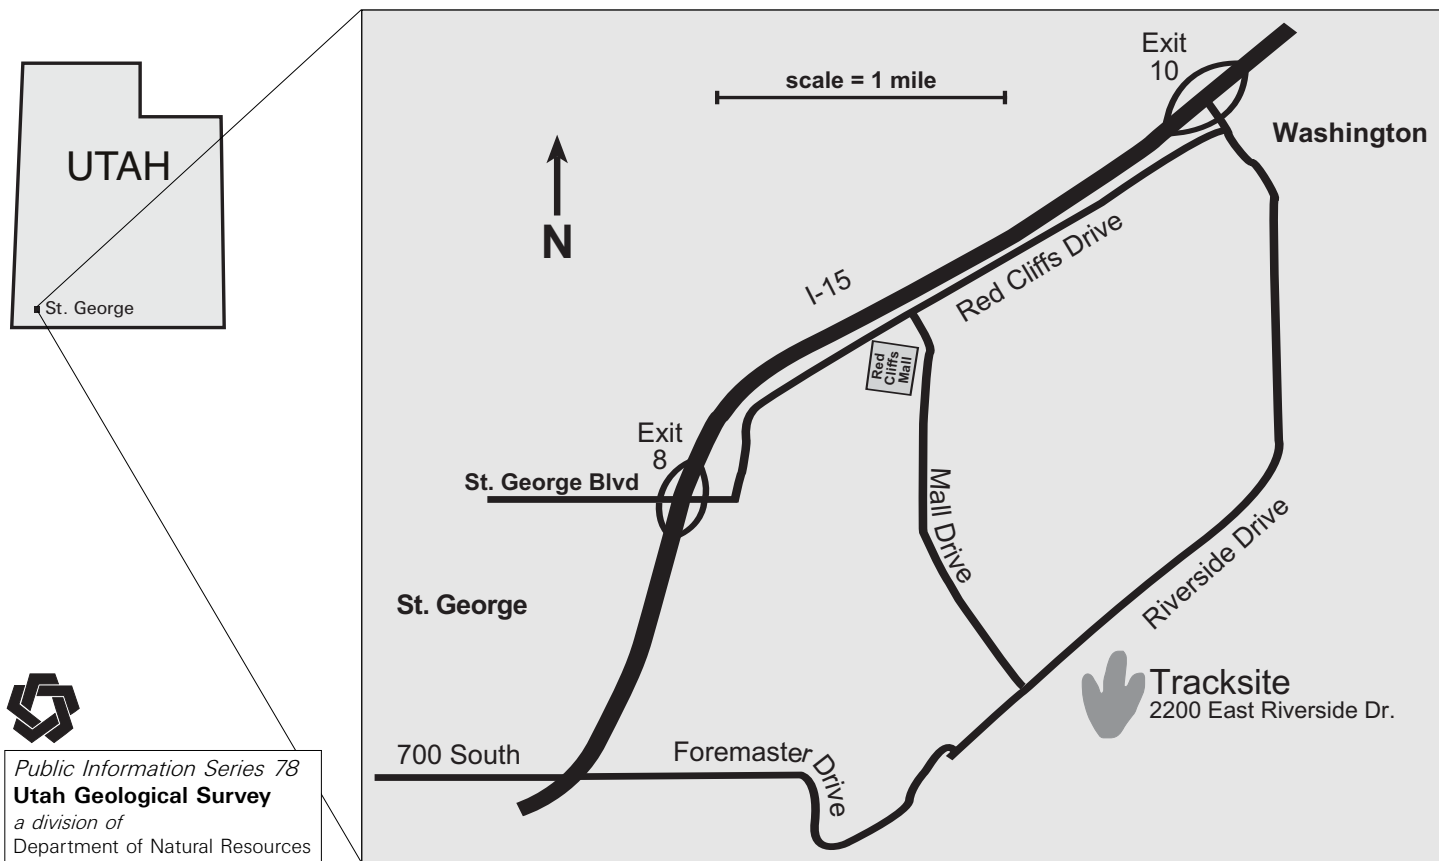 UTAH
St. George
Public Information Series 78
Utah Geological Survey
a division of
Department of Natural Resources
scale = 1 mile
N
Exit
10
Washington
I-15
Red Cliffs Drive
Red
Cliffs
Mall
Exit
8
St. George Blvd
Mall Drive
Riverside Drive
St. George
Tracksite
2200 East Riverside Dr.
700 South
Foremaster Drive